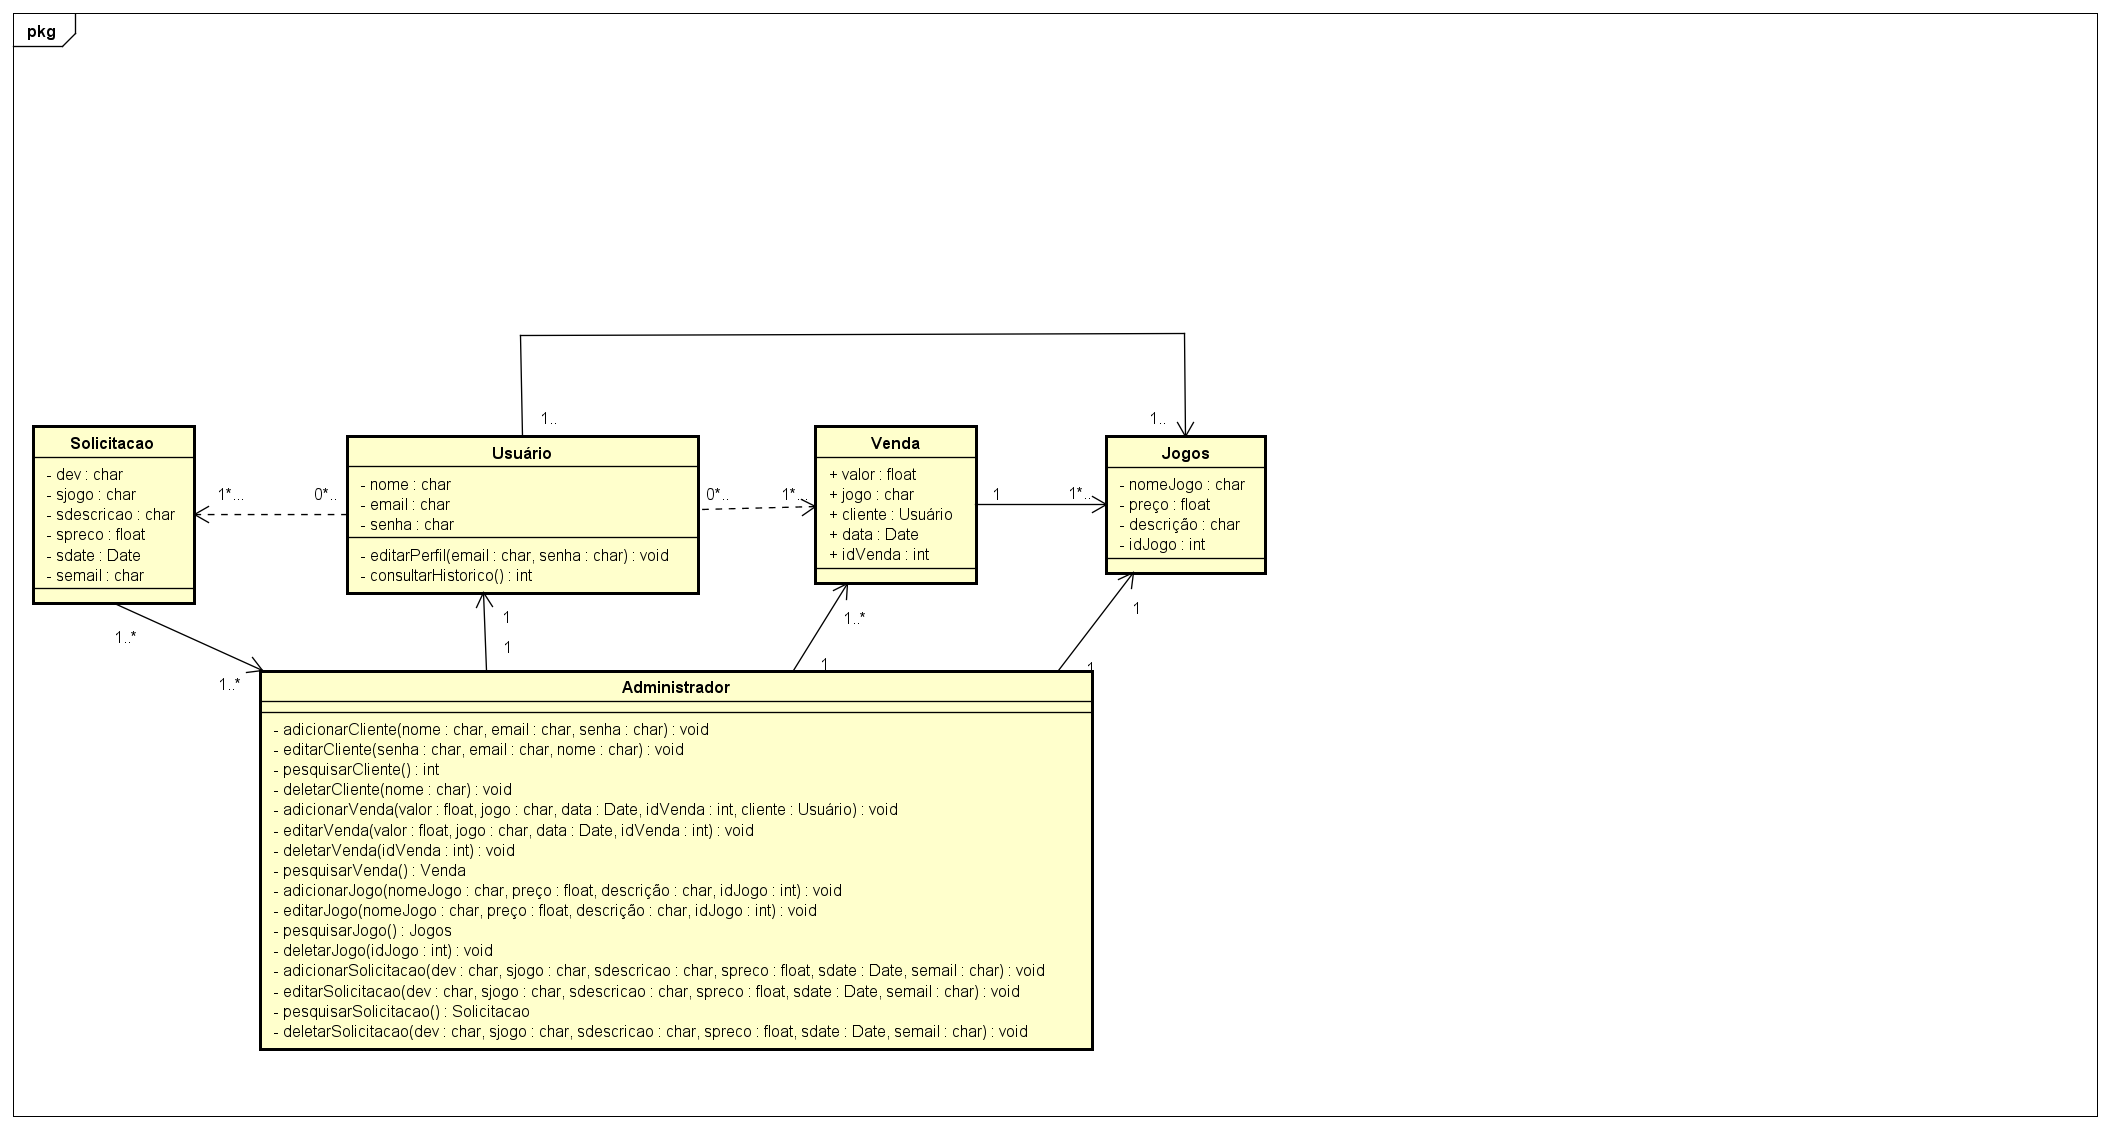 pkg
1..
1..
Solicitacao
- dev : char
- sjogo : char
- sdescricao : char
- spreco : float
- sdate : Date
- semail : char
1*...
0*..
Usuário
- nome : char
- email : char
- senha : char
- editarPerfil(email : char, senha : char) : void
- consultarHistorico() : int
0*..
1*..
Venda
+ valor : float
+ jogo : char
+ cliente : Usuário
+ data : Date
+ idVenda : int
1
1*..
Jogos
- nomeJogo : char
- preço : float
- descrição : char
- idJogo : int
1..*
1..*
1
1
1..*
1
1
1
Administrador
- adicionarCliente(nome : char, email : char, senha : char) : void
- editarCliente(senha : char, email : char, nome : char) : void
- pesquisarCliente() : int
- deletarCliente(nome : char) : void
- adicionarVenda(valor : float, jogo : char, data : Date, idVenda : int, cliente : Usuário) : void
- editarVenda(valor : float, jogo : char, data : Date, idVenda : int) : void
- deletarVenda(idVenda : int) : void
- pesquisarVenda() : Venda
- adicionarJogo(nomeJogo : char, preço : float, descrição : char, idJogo : int) : void
- editarJogo(nomeJogo : char, preço : float, descrição : char, idJogo : int) : void
- pesquisarJogo() : Jogos
- deletarJogo(idJogo : int) : void
- adicionarSolicitacao(dev : char, sjogo : char, sdescricao : char, spreco : float, sdate : Date, semail : char) : void
- editarSolicitacao(dev : char, sjogo : char, sdescricao : char, spreco : float, sdate : Date, semail : char) : void
- pesquisarSolicitacao() : Solicitacao
- deletarSolicitacao(dev : char, sjogo : char, sdescricao : char, spreco : float, sdate : Date, semail : char) : void